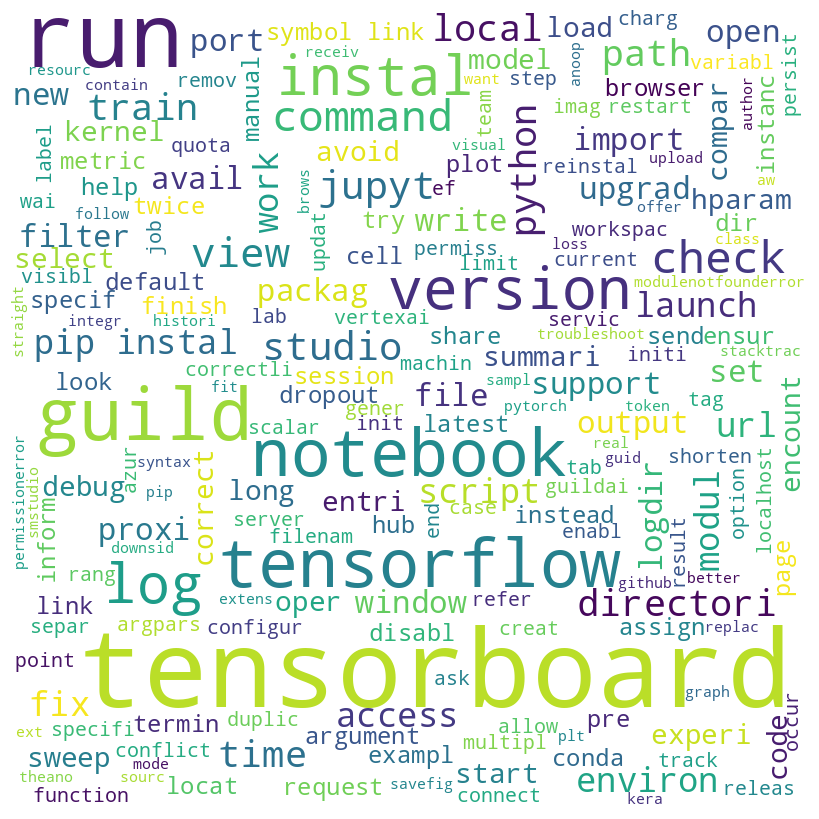 run
port
symbol link
local
load
charg
open
receiv
resourc
contain
remov
instal
want
model
step
anoop
path
variabl
persist
new
train
manual
command
team
imag
browser
restart
author
compar
instanc
kernel
quota
avoid
plot
python
import
upload
label
metric
help
avail
work
jupyt
ef
reinstal
visual
aw
upgrad
hparam
wai
follow
twice
brows
try
write
offer
dir
filter
job
updat
cell
permiss
limit
workspac
current
loss
class
select
visibl
default
view
version
check
modulenotfounderror
straight
specif
finish
packag
launch
integr
histori
lab
vertexai
share
servic
troubleshoot
send
ensur
stacktrac
pip instal
studio
summari
initi
look
correctli
session
machin
sampl
support
set
fit
dropout
file
pytorch
token
tag
encount
guild
gener
init
latest
output
url
scalar
real
notebook
tab
guid
shorten
permissionerror
smstudio
azur
syntax
correct
debug
pip
long
entri
script
case
guildai
logdir
modul
option
localhost
proxi
server
hub
end
instead
enabl
result
inform
downsid
filenam
tensorflow
page
rang
log
github
better
link
extens
oper
window
refer
directori
separ
argpars
configur
disabl
creat
assign
replac
point
tensorboard
ask
graph
fix
ext
specifi
termin
duplic
access
allow
pre
experi
code
occur
argument
multipl
plt
sweep
conflict
time
exampl
start
conda
track
theano
mode
sourc
locat
request
savefig
connect
environ
releas
function
kera